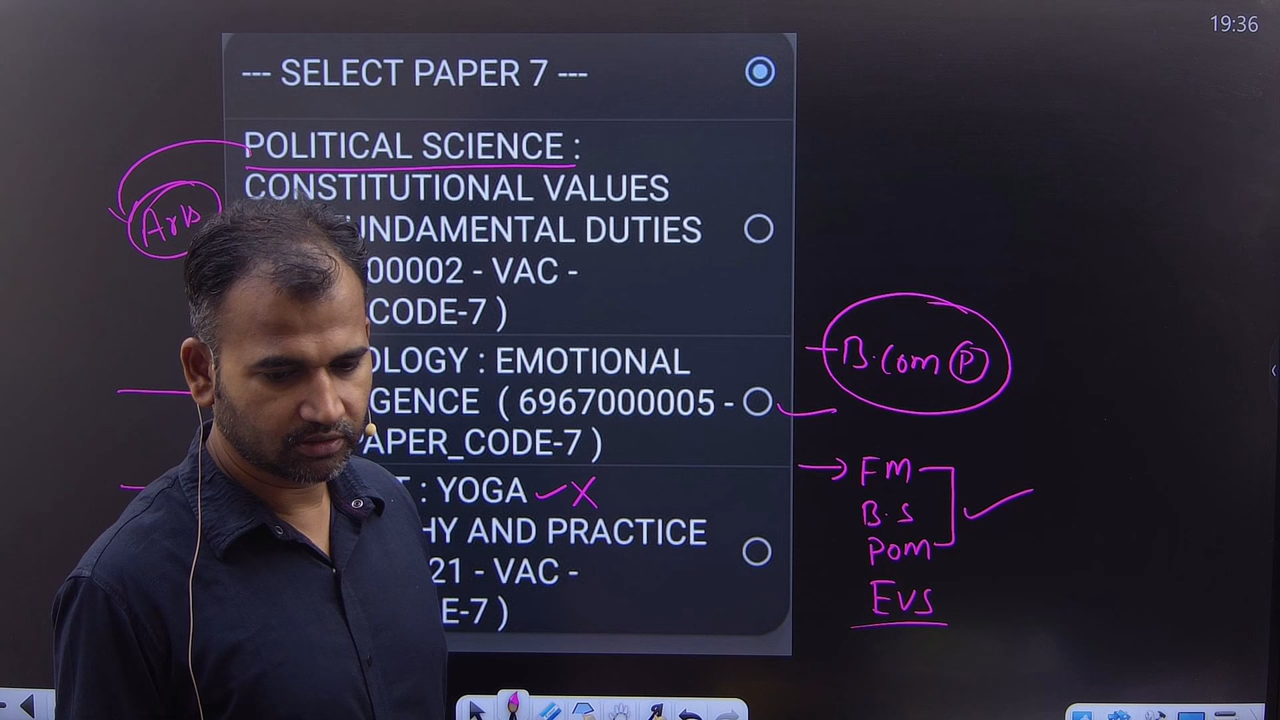 19:36
--- SELECT PAPER 7 ---
POLITICAL SCIENCE :
CONSTITUTIONAL VALUES
FUNDAMENTAL DUTIES
00002 - VAC -
CODE-7 )
OLOGY : EMOTIONAL
GENCE ( 6967000005 -
PAPER_CODE-7 )
T : YOGA
HY AND PRACTICE
21 - VAC -
E-7 )
Arts
B.Com P
FM
B.S
POM
EVS